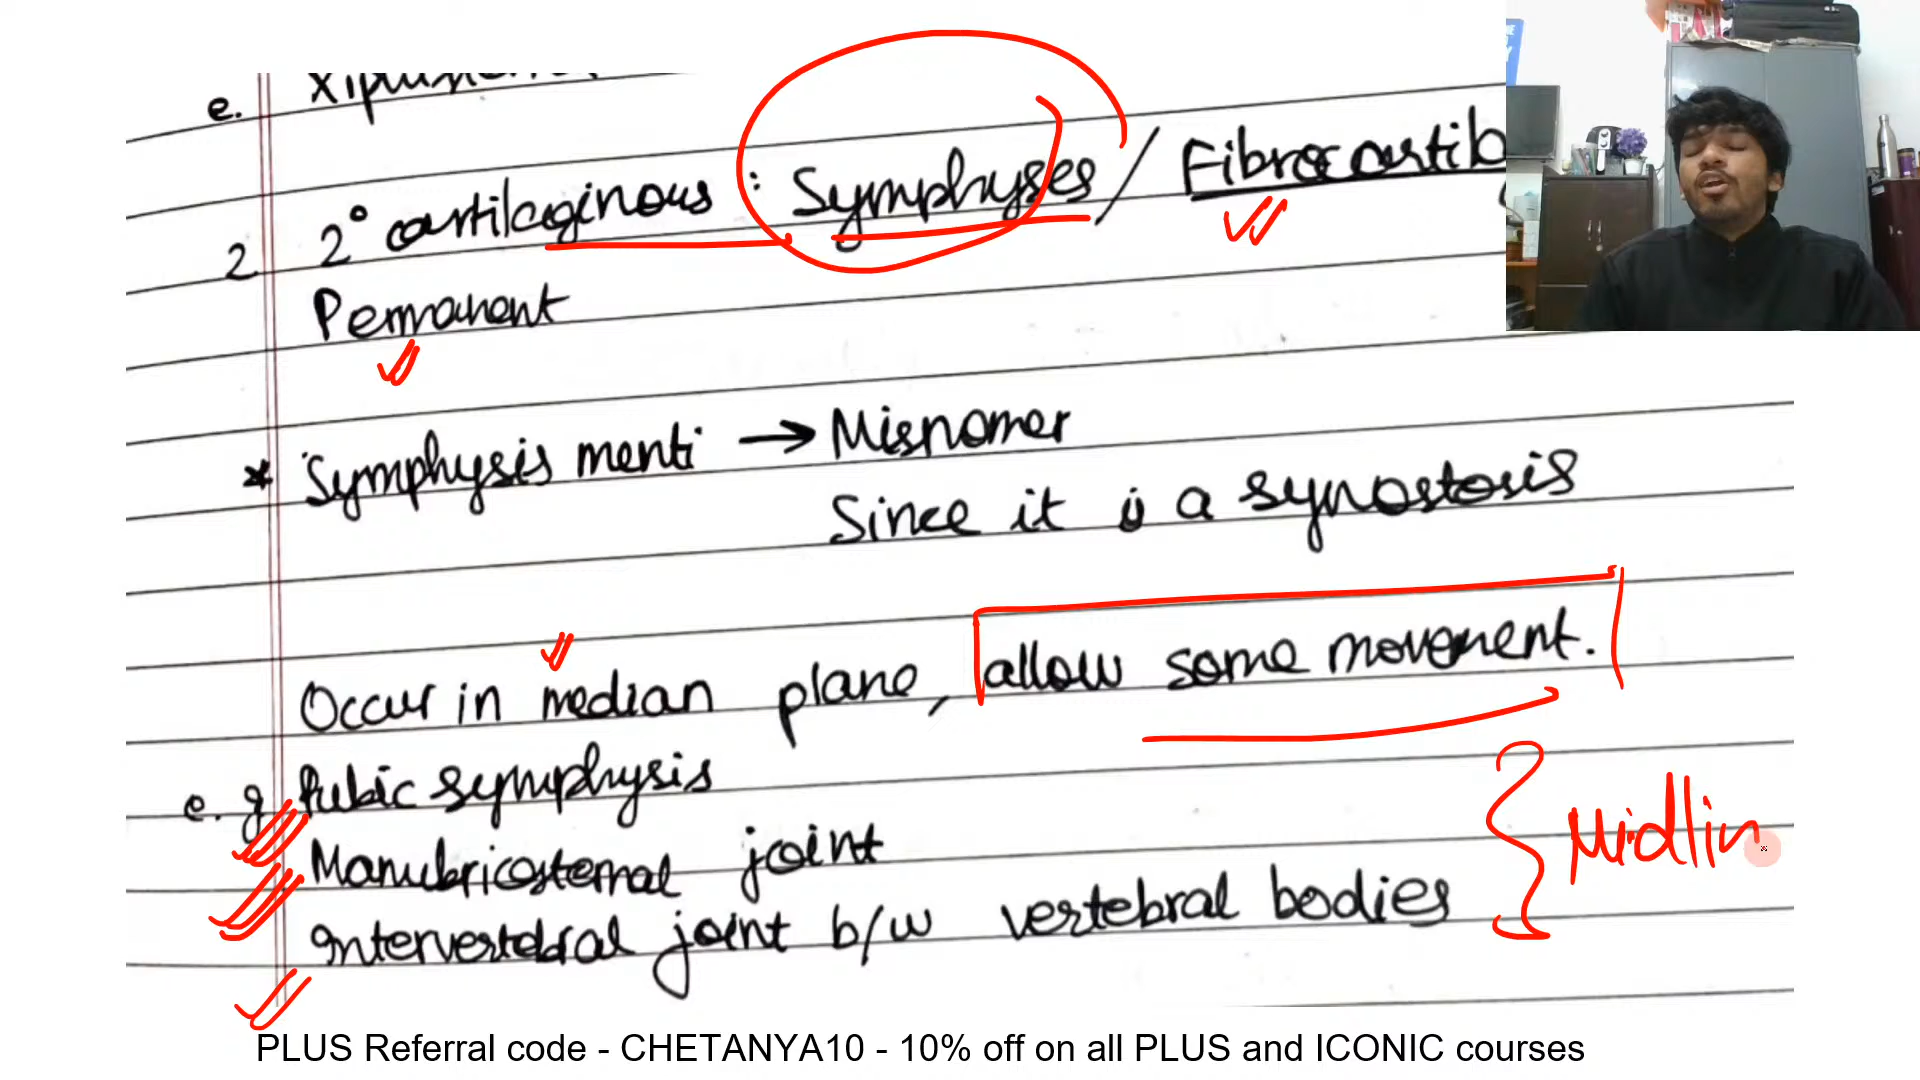 e.
2 2° cartilaginous : Symphyses / Fibrocartil
Permanent
* Symphysis menti → Misnomer
Since it is a synostosis
Occur in median plane, allow some movement.
e.g Pubic symphysis
Manubriosternal joint
Intervertebral joint b/w vertebral bodies
Midlin
PLUS Referral code - CHETANYA10 - 10% off on all PLUS and ICONIC courses